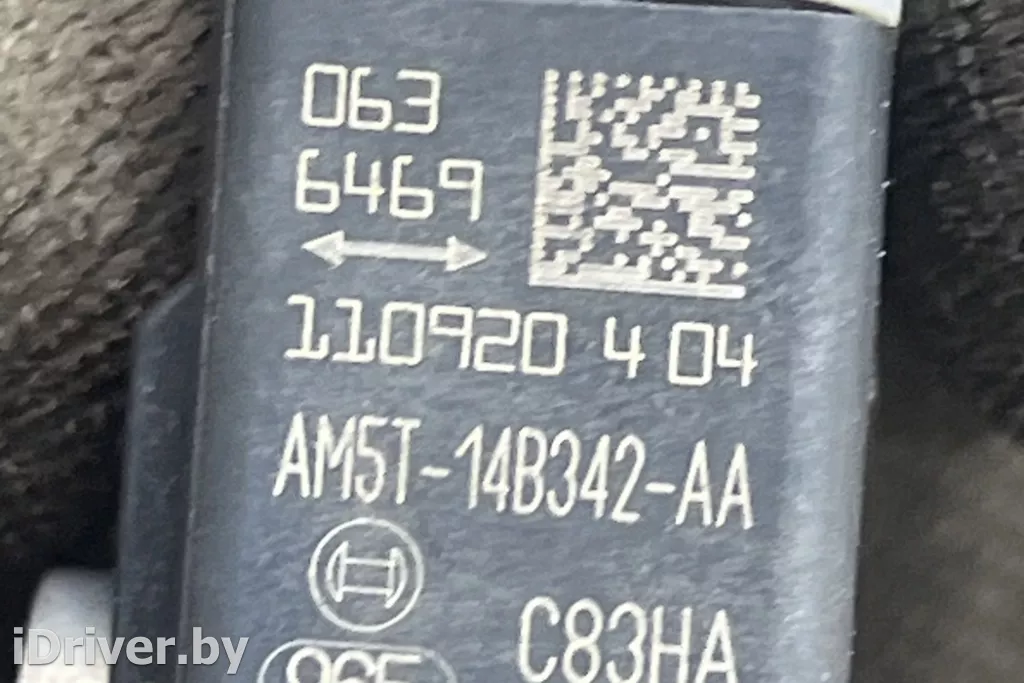 063
6469
110920 4 04
AM5T-14B342-AA
C83HA
iDriver.by